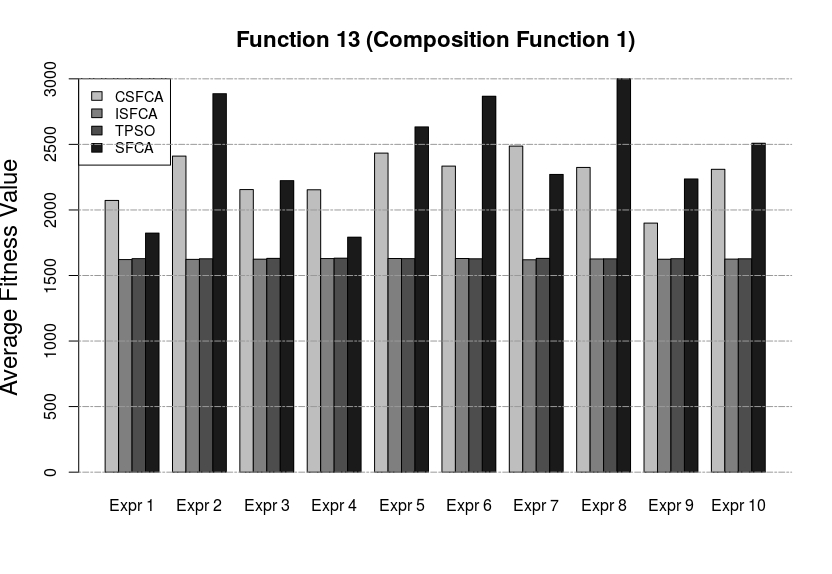 Function 13 (Composition Function 1)
Average Fitness Value
3000
2500
2000
1500
1000
500
0
CSFCA
ISFCA
TPSO
SFCA
Expr 1 Expr 2 Expr 3 Expr 4 Expr 5 Expr 6 Expr 7 Expr 8 Expr 9 Expr 10